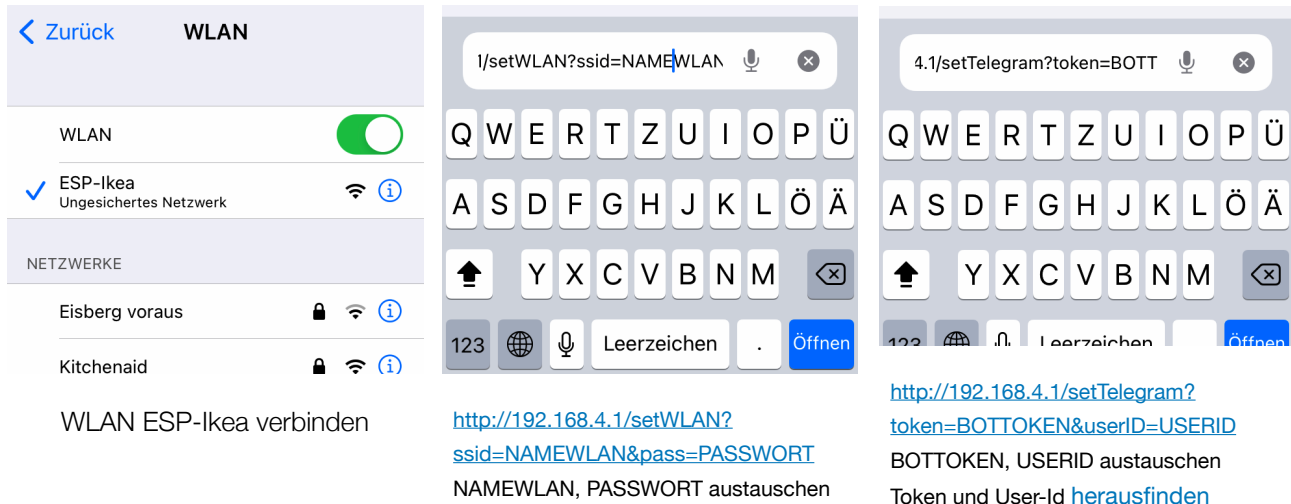 Zurück WLAN
WLAN
ESP-Ikea
Ungesichertes Netzwerk
NETZWERKE
Eisberg voraus
Kitchenaid
WLAN ESP-Ikea verbinden
1/setWLAN?ssid=NAMEWLAN
Q W E R T Z U I O P Ü
A S D F G H J K L Ö Ä
Y X C V B N M
123 Leerzeichen . Öffnen
http://192.168.4.1/setWLAN?
ssid=NAMEWLAN&pass=PASSWORT
NAMEWLAN, PASSWORT austauschen
4.1/setTelegram?token=BOTT
Q W E R T Z U I O P Ü
A S D F G H J K L Ö Ä
Y X C V B N M
123 Leerzeichen Öffnen
http://192.168.4.1/setTelegram?
token=BOTTOKEN&userID=USERID
BOTTOKEN, USERID austauschen
Token und User-Id herausfinden